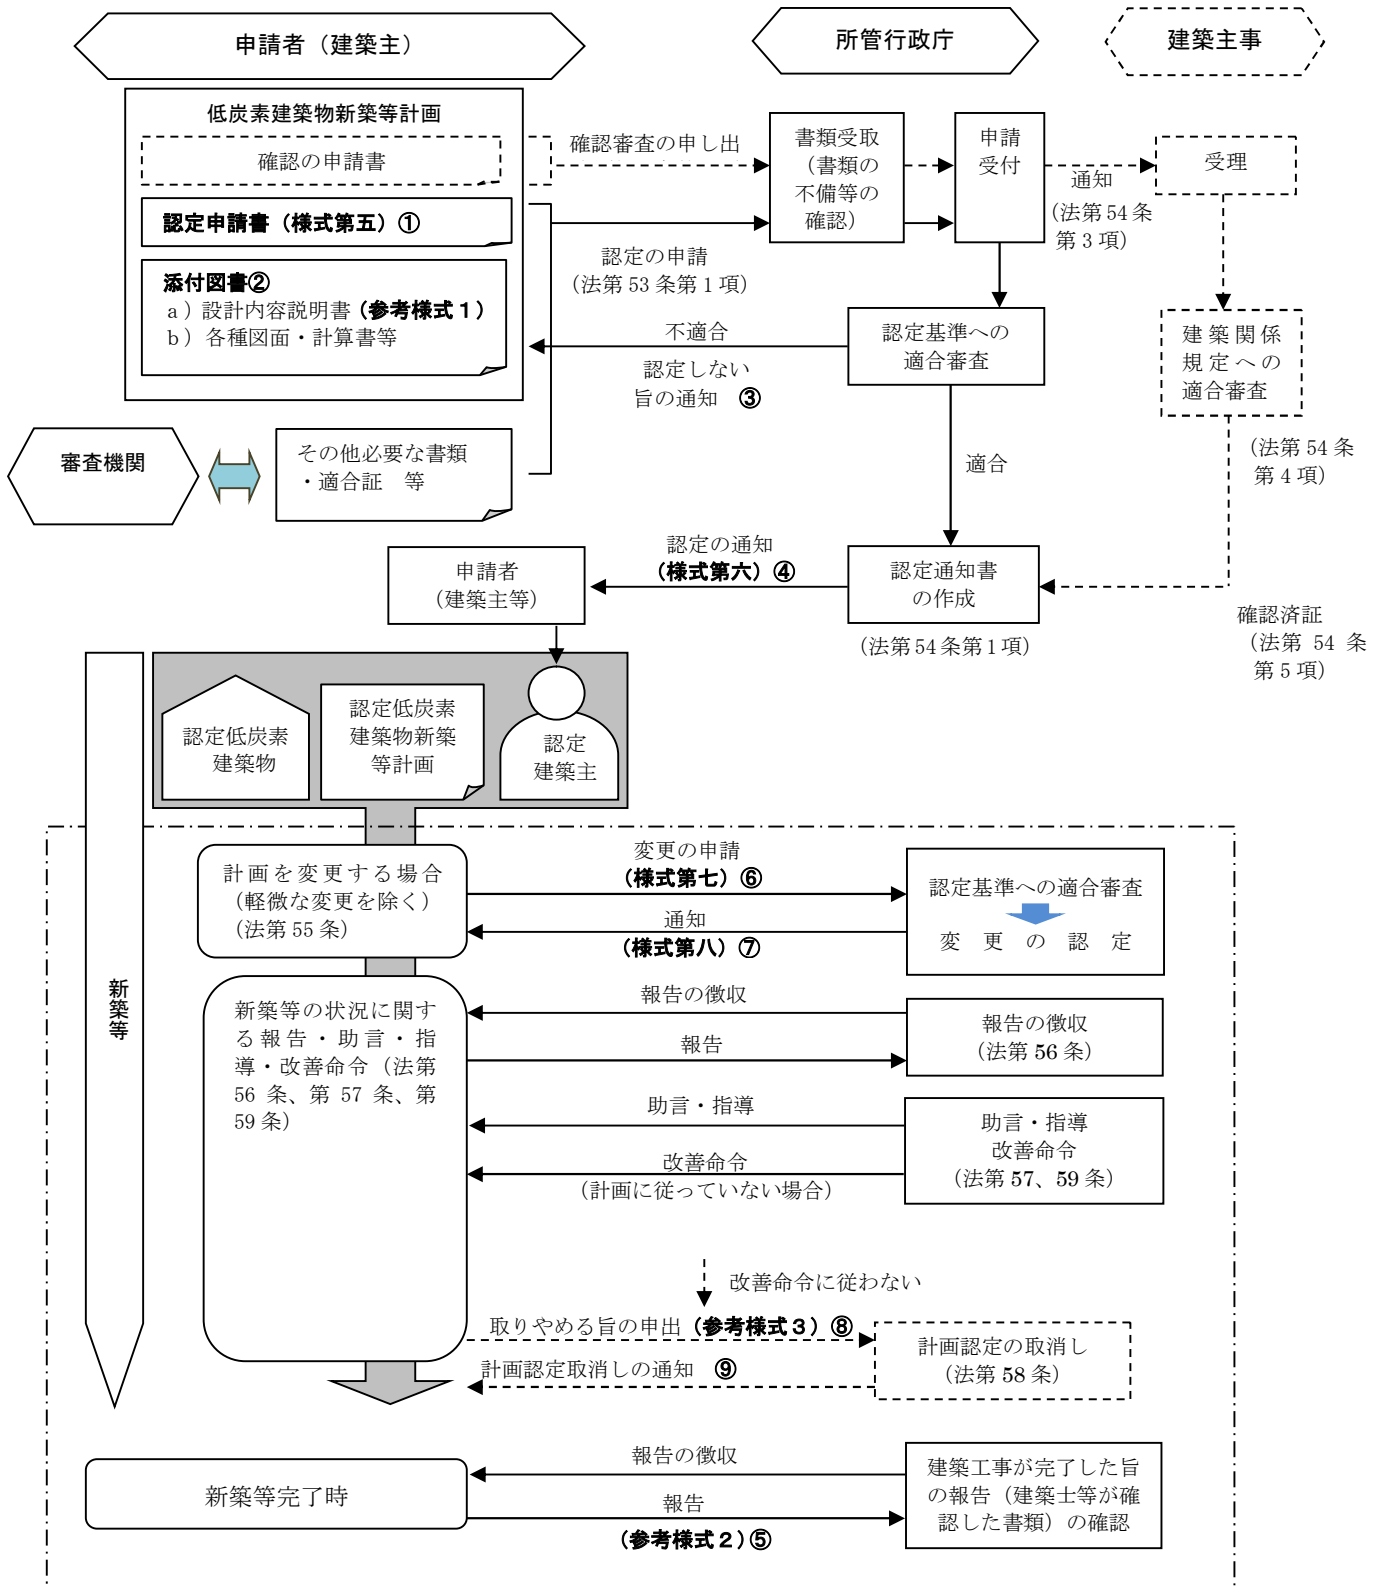 申請者（建築主）
所管行政庁
建築主事
低炭素建築物新築等計画
確認の申請書
認定申請書（様式第五）①
添付図書②
a）設計内容説明書（参考様式１）
b）各種図面・計算書等
確認審査の申し出
書類受取
（書類の
不備等の
確認）
申請
受付
通知
（法第54条
第３項）
受理
認定の申請
（法第53条第１項）
不適合
認定しない
旨の通知　③
認定基準への
適合審査
建築関係
規定への
適合審査
審査機関
その他必要な書類
・適合証　等
適合
（法第54条
第４項）
認定の通知
（様式第六）④
申請者
（建築主等）
認定通知書
の作成
（法第54条第１項）
確認済証
（法第54条
第５項）
認定低炭素
建築物
認定低炭素
建築物新築
等計画
認定
建築主
新築等
計画を変更する場合
（軽微な変更を除く）
（法第55条）
変更の申請
（様式第七）⑥
通知
（様式第八）⑦
認定基準への適合審査
変　更　の　認　定
新築等の状況に関す
る報告・助言・指
導・改善命令（法第
56条、第57条、第
59条）
報告の徴収
報告
報告の徴収
（法第56条）
助言・指導
改善命令
（計画に従っていない場合）
助言・指導
改善命令
（法第57、59条）
改善命令に従わない
取りやめる旨の申出（参考様式３）⑧
計画認定取消しの通知　⑨
計画認定の取消し
（法第58条）
新築等完了時
報告の徴収
報告
（参考様式２）⑤
建築工事が完了した旨
の報告（建築士等が確
認した書類）の確認